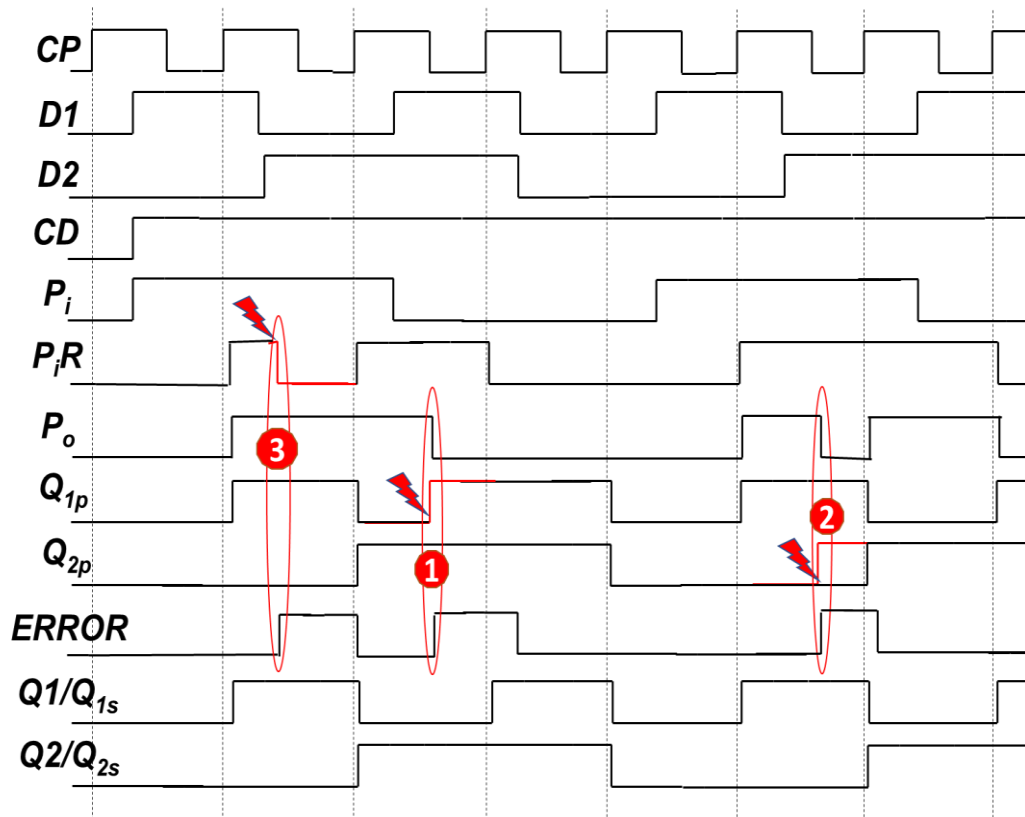 CP
D1
D2
CD
Pi
PiR
Po
3
Q1p
2
Q2p
1
ERROR
Q1/Q1s
Q2/Q2s